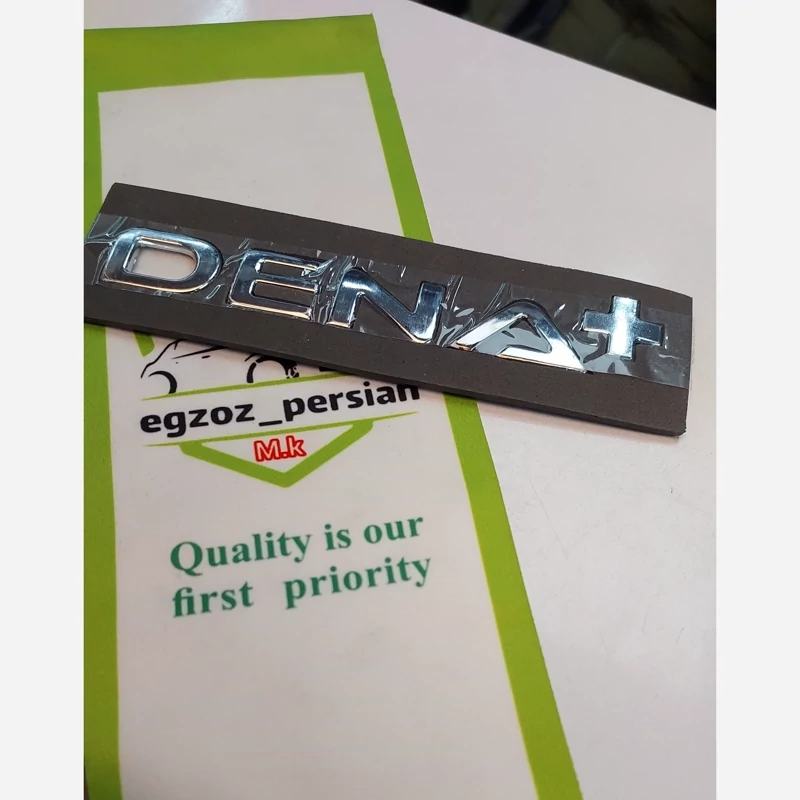 DENA+
egzoz_persian
M.k
Quality is our
first priority